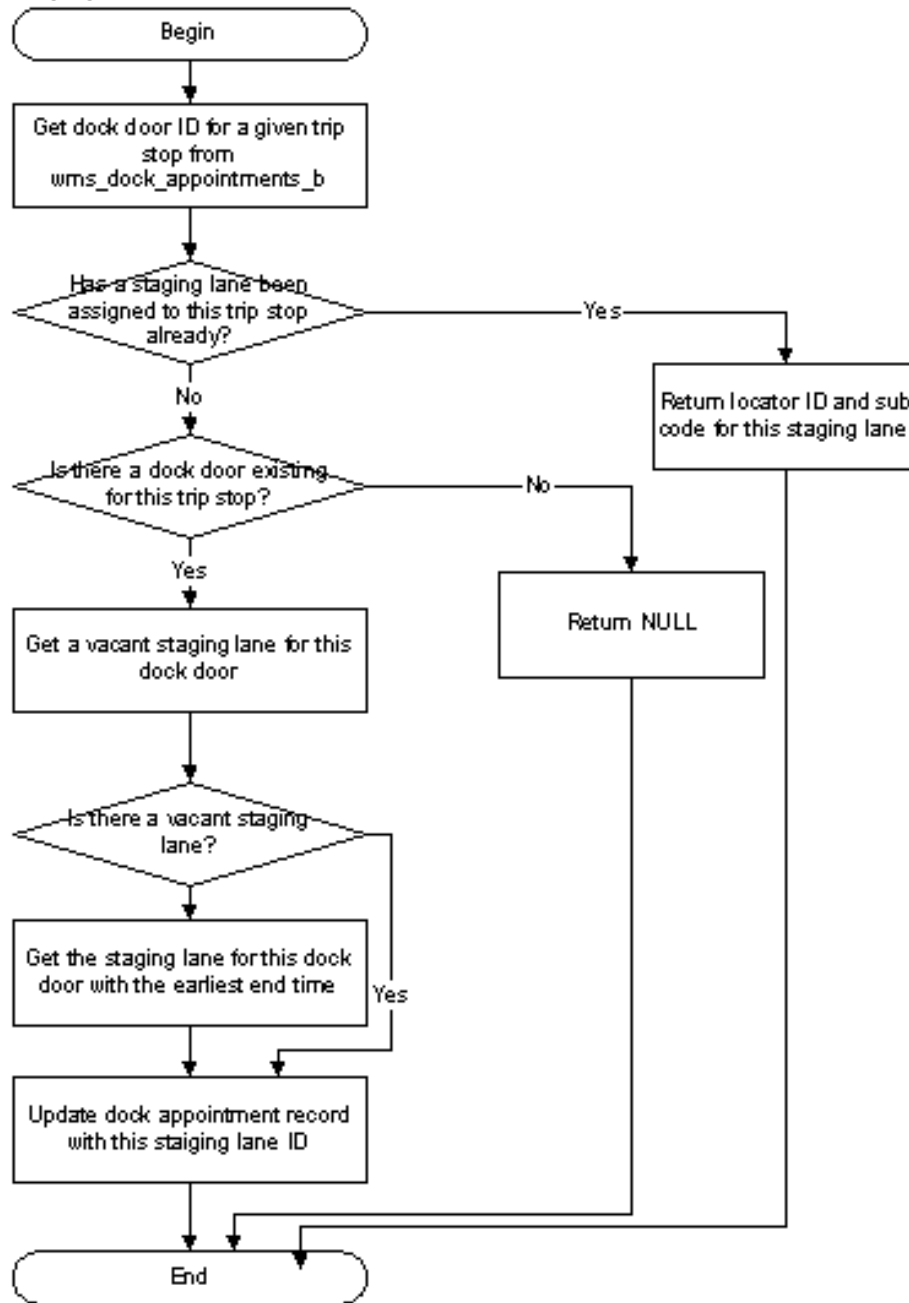 Begin
Get dock door ID for a given trip
stop from
wms_dock_appointments_b
Has a staging lane been
assigned to this trip stop
already?
Yes
No
Return locator ID and sub
code for this staging lane
Is there a dock door existing
for this trip stop?
No
Yes
Return NULL
Get a vacant staging lane for this
dock door
Is there a vacant staging
lane?
Get the staging lane for this dock
door with the earliest end time
Yes
Update dock appointment record
with this staiging lane ID
End